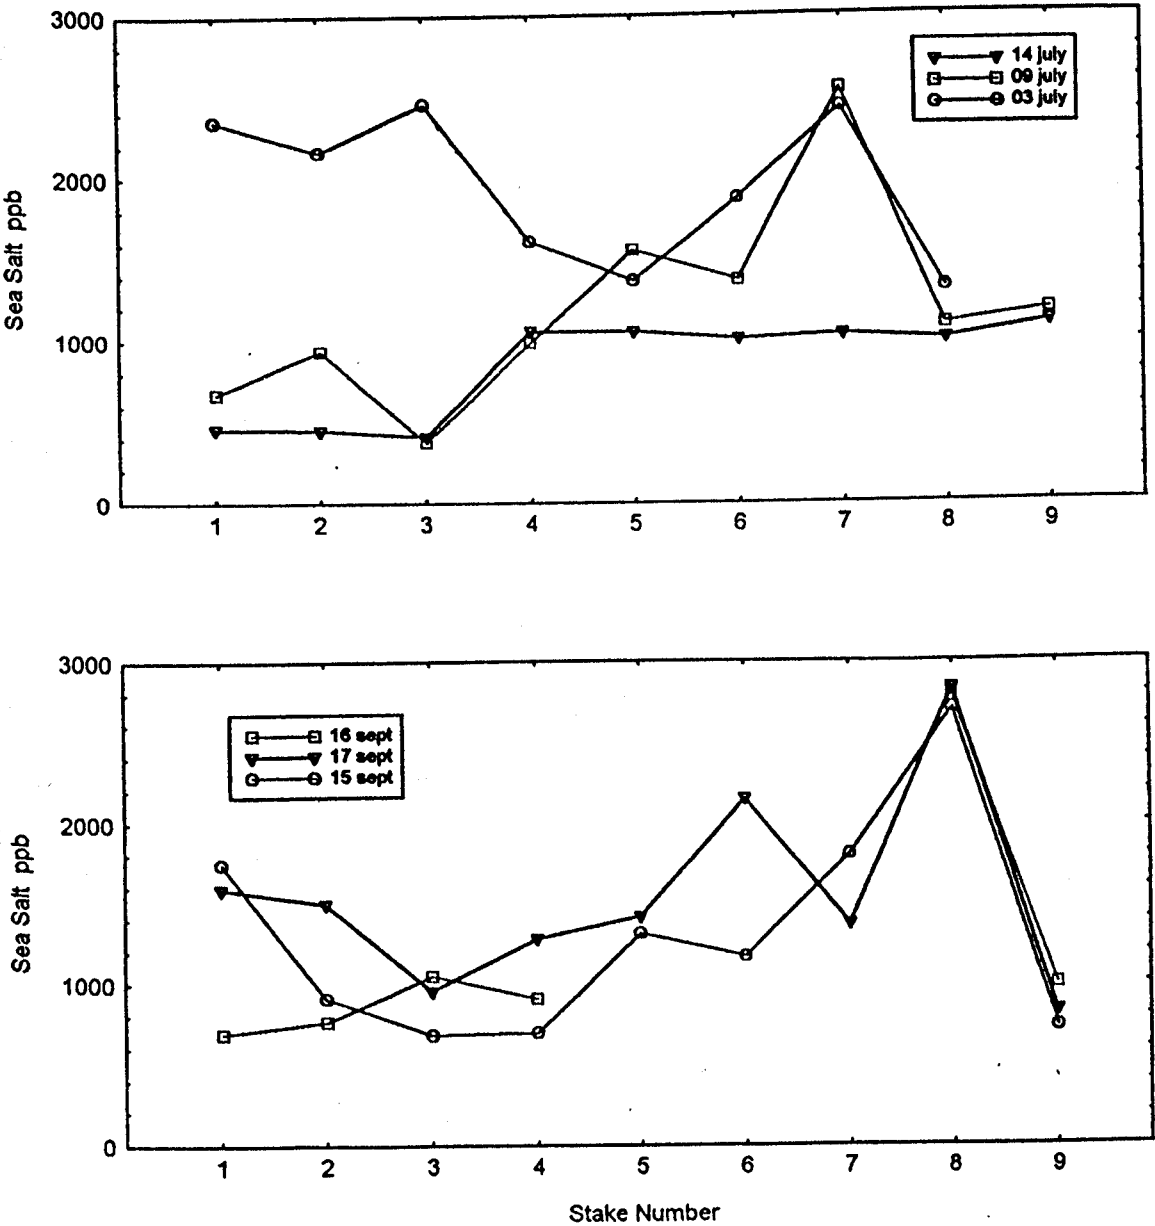 3000
2000
1000
0
Sea Salt ppb
14 july
09 july
03 july
1 2 3 4 5 6 7 8 9
3000
2000
1000
0
Sea Salt ppb
16 sept
17 sept
15 sept
1 2 3 4 5 6 7 8 9
Stake Number